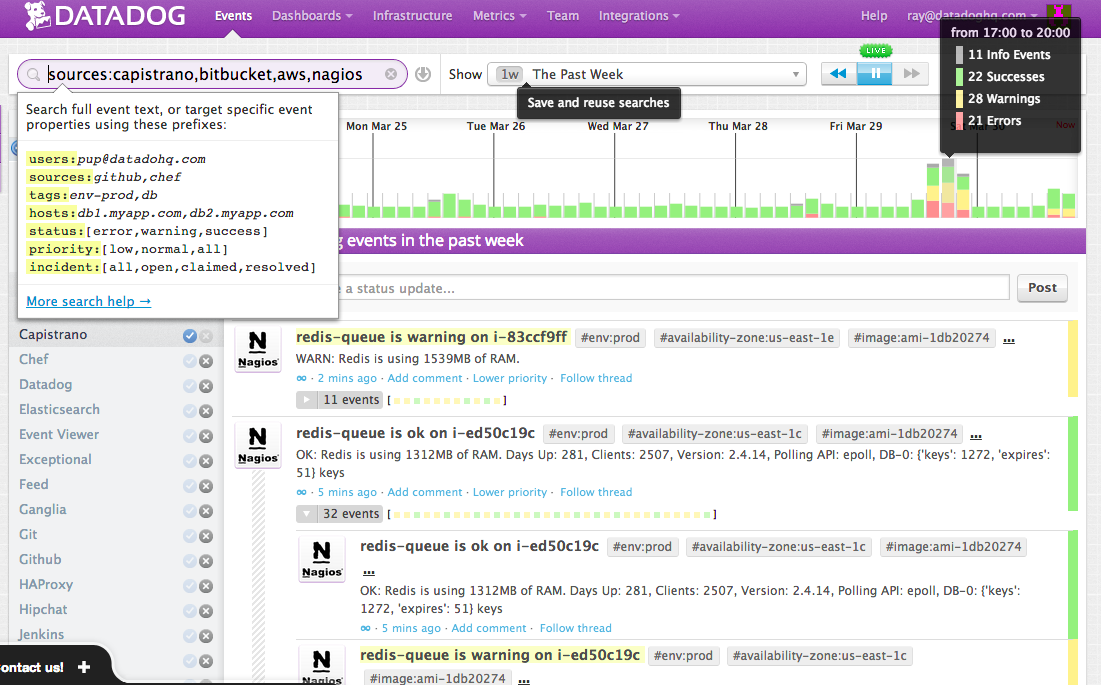 DATADOG
Events
Dashboards
Infrastructure
Metrics
Team
Integrations
Help
ray@datadoghq.com
from 17:00 to 20:00
11 Info Events
22 Successes
28 Warnings
21 Errors
sources:capistrano,bitbucket,aws,nagios
Show
1w The Past Week
LIVE
Save and reuse searches
Search full event text, or target specific event
properties using these prefixes:
users:pup@datadohq.com
sources:github,chef
tags:env-prod,db
hosts:db1.myapp.com,db2.myapp.com
status:[error,warning,success]
priority:[low,normal,all]
incident:[all,open,claimed,resolved]
More search help →
Mon Mar 25
Tue Mar 26
Wed Mar 27
Thu Mar 28
Fri Mar 29
Sat Mar 30
Now
events in the past week
a status update...
Post
Capistrano
Chef
Datadog
Elasticsearch
Event Viewer
Exceptional
Feed
Ganglia
Git
Github
HAProxy
Hipchat
Jenkins
ontact us! +
N
Nagios
redis-queue is warning on i-83ccf9ff #env:prod #availability-zone:us-east-1e #image:ami-1db20274 ...
WARN: Redis is using 1539MB of RAM.
∞ · 2 mins ago · Add comment · Lower priority · Follow thread
11 events [ ]
N
Nagios
redis-queue is ok on i-ed50c19c #env:prod #availability-zone:us-east-1c #image:ami-1db20274 ...
OK: Redis is using 1312MB of RAM. Days Up: 281, Clients: 2507, Version: 2.4.14, Polling API: epoll, DB-0: {'keys': 1272, 'expires':
51} keys
∞ · 5 mins ago · Add comment · Lower priority · Follow thread
32 events [ ]
N
Nagios
redis-queue is ok on i-ed50c19c #env:prod #availability-zone:us-east-1c #image:ami-1db20274
...
OK: Redis is using 1312MB of RAM. Days Up: 281, Clients: 2507, Version: 2.4.14, Polling API: epoll, DB-0: {'keys':
1272, 'expires': 51} keys
∞ · 5 mins ago · Add comment · Follow thread
N
Nagios
redis-queue is warning on i-ed50c19c #env:prod #availability-zone:us-east-1c
#image:ami-1db20274 ...